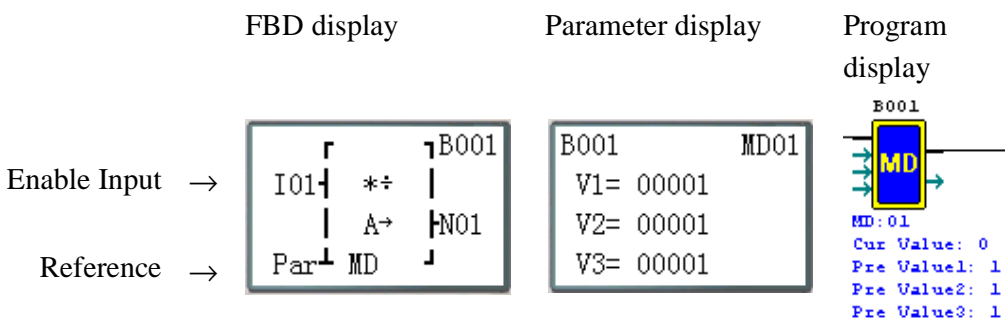 FBD display
Parameter display
Program
display
Enable Input →
Reference →
B001
I01 *÷
A→ N01
Par MD
B001 MD01
V1= 00001
V2= 00001
V3= 00001
B001
MD
MD:01
Cur Value: 0
Pre Value1: 1
Pre Value2: 1
Pre Value3: 1